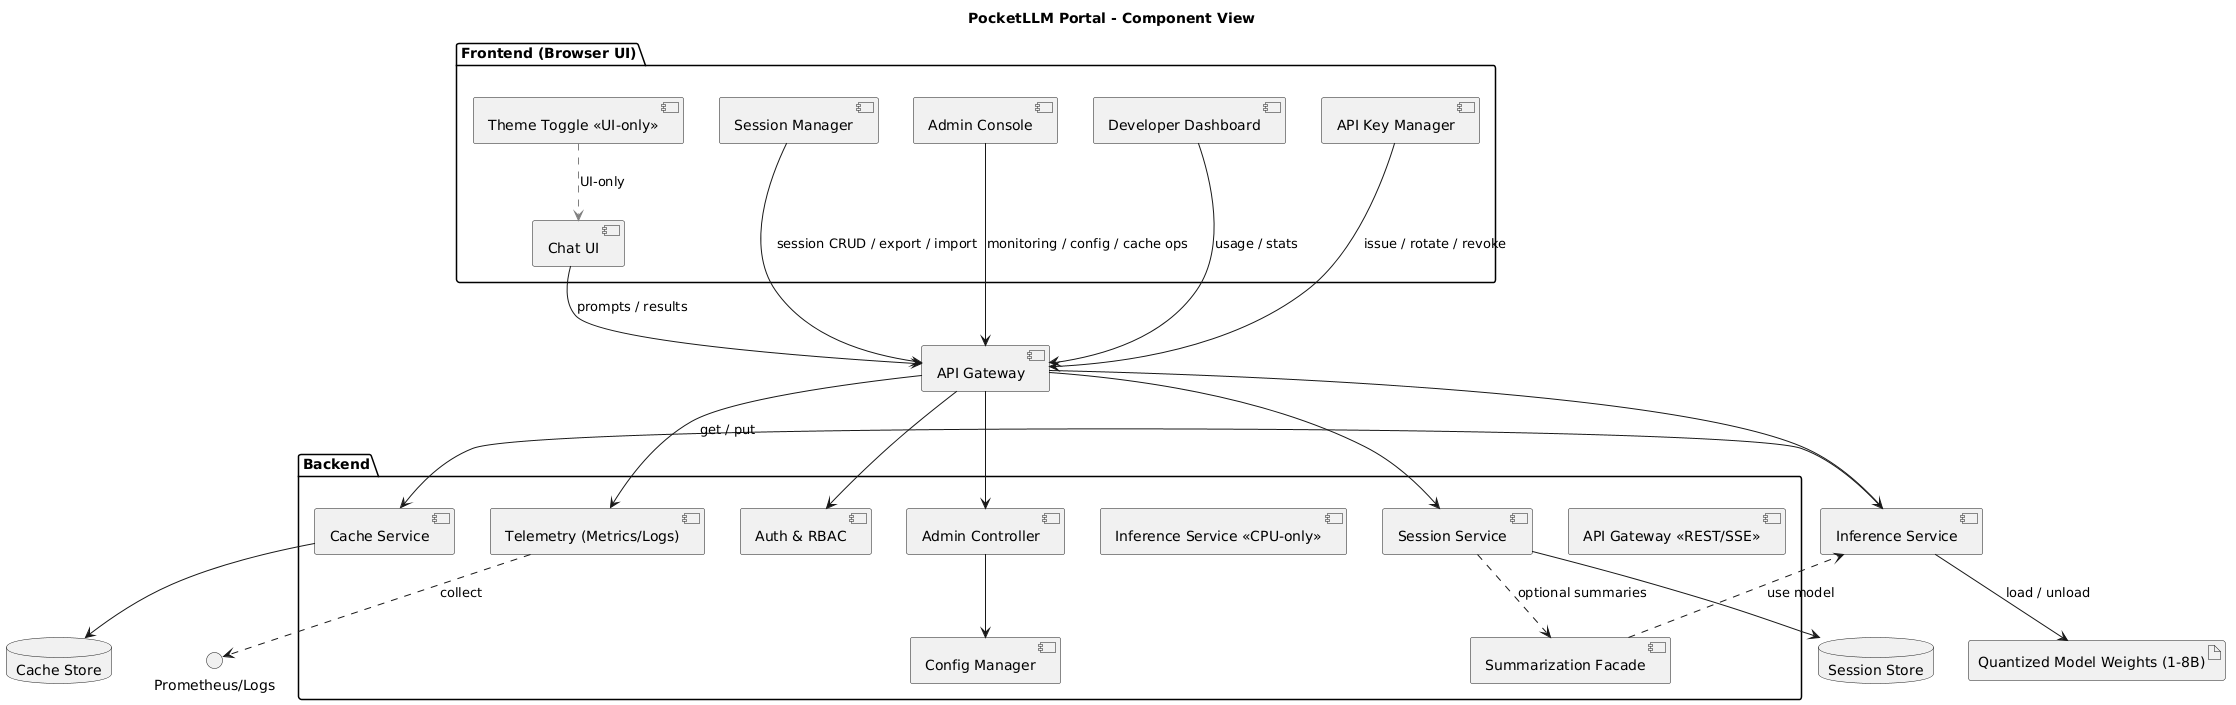 PocketLLM Portal - Component View
Frontend (Browser UI)
Theme Toggle «UI-only»
Session Manager
Admin Console
Developer Dashboard
API Key Manager
UI-only
Chat UI
session CRUD / export / import
monitoring / config / cache ops
usage / stats
issue / rotate / revoke
prompts / results
API Gateway
get / put
Backend
Cache Service
Telemetry (Metrics/Logs)
Auth & RBAC
Admin Controller
Inference Service «CPU-only»
Session Service
API Gateway «REST/SSE»
Inference Service
collect
optional summaries
use model
load / unload
Cache Store
Prometheus/Logs
Config Manager
Summarization Facade
Session Store
Quantized Model Weights (1-8B)